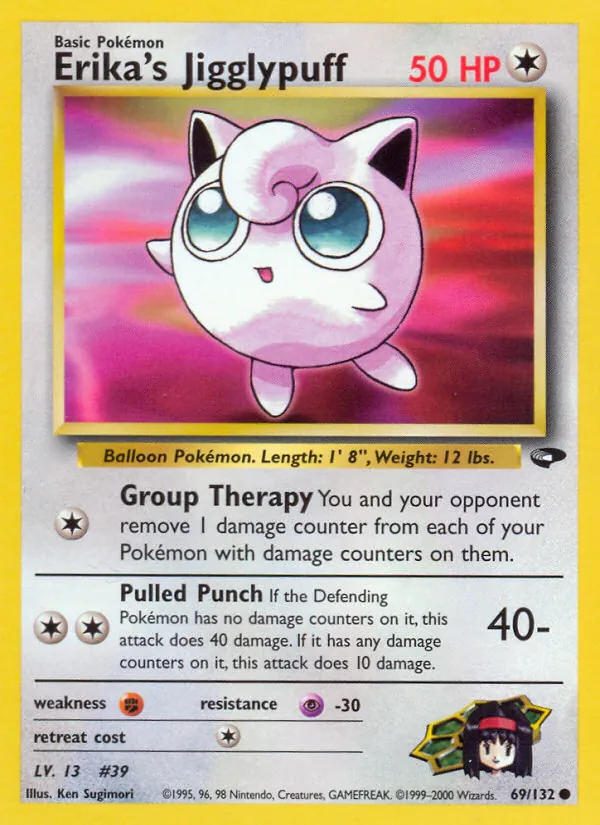 Basic Pokémon
Erika's Jigglypuff 50 HP
Balloon Pokémon. Length: 1' 8", Weight: 12 lbs.
Group Therapy You and your opponent
remove 1 damage counter from each of your
Pokémon with damage counters on them.
Pulled Punch If the Defending
Pokémon has no damage counters on it, this
attack does 40 damage. If it has any damage
counters on it, this attack does 10 damage.
40-
weakness resistance -30
retreat cost
LV. 13 #39
Illus. Ken Sugimori ©1995, 96, 98 Nintendo, Creatures, GAMEFREAK. ©1999-2000 Wizards. 69/132